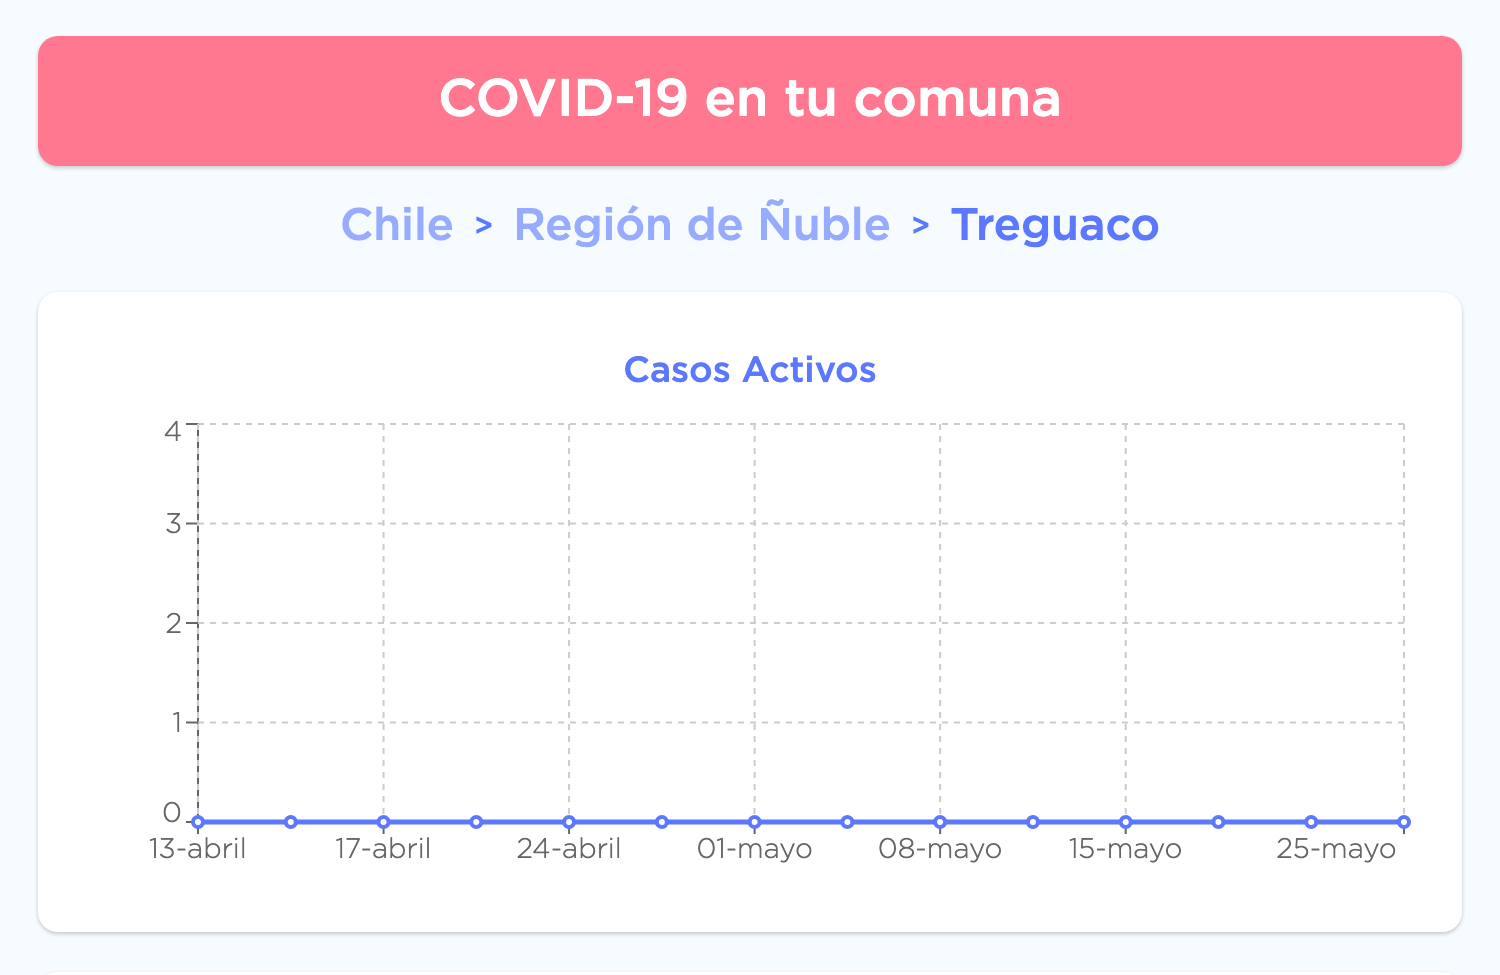 COVID-19 en tu comuna
Chile > Región de Ñuble > Treguaco
Casos Activos
4
3
2
1
0
13-abril 17-abril 24-abril 01-mayo 08-mayo 15-mayo 25-mayo